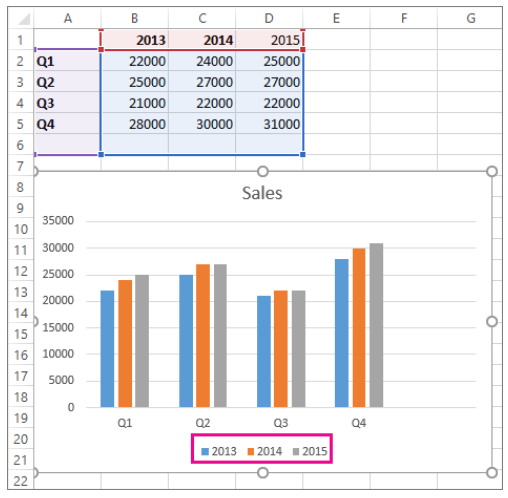 A B C D E F G
1 2013 2014 2015
2 Q1 22000 24000 25000
3 Q2 25000 27000 27000
4 Q3 21000 22000 22000
5 Q4 28000 30000 31000
6
7
8 Sales
9
10 35000
11 30000
12 25000
13 20000
14 15000
15 10000
16 5000
17 0
18 Q1 Q2 Q3 Q4
19
20 2013 2014 2015
21
22